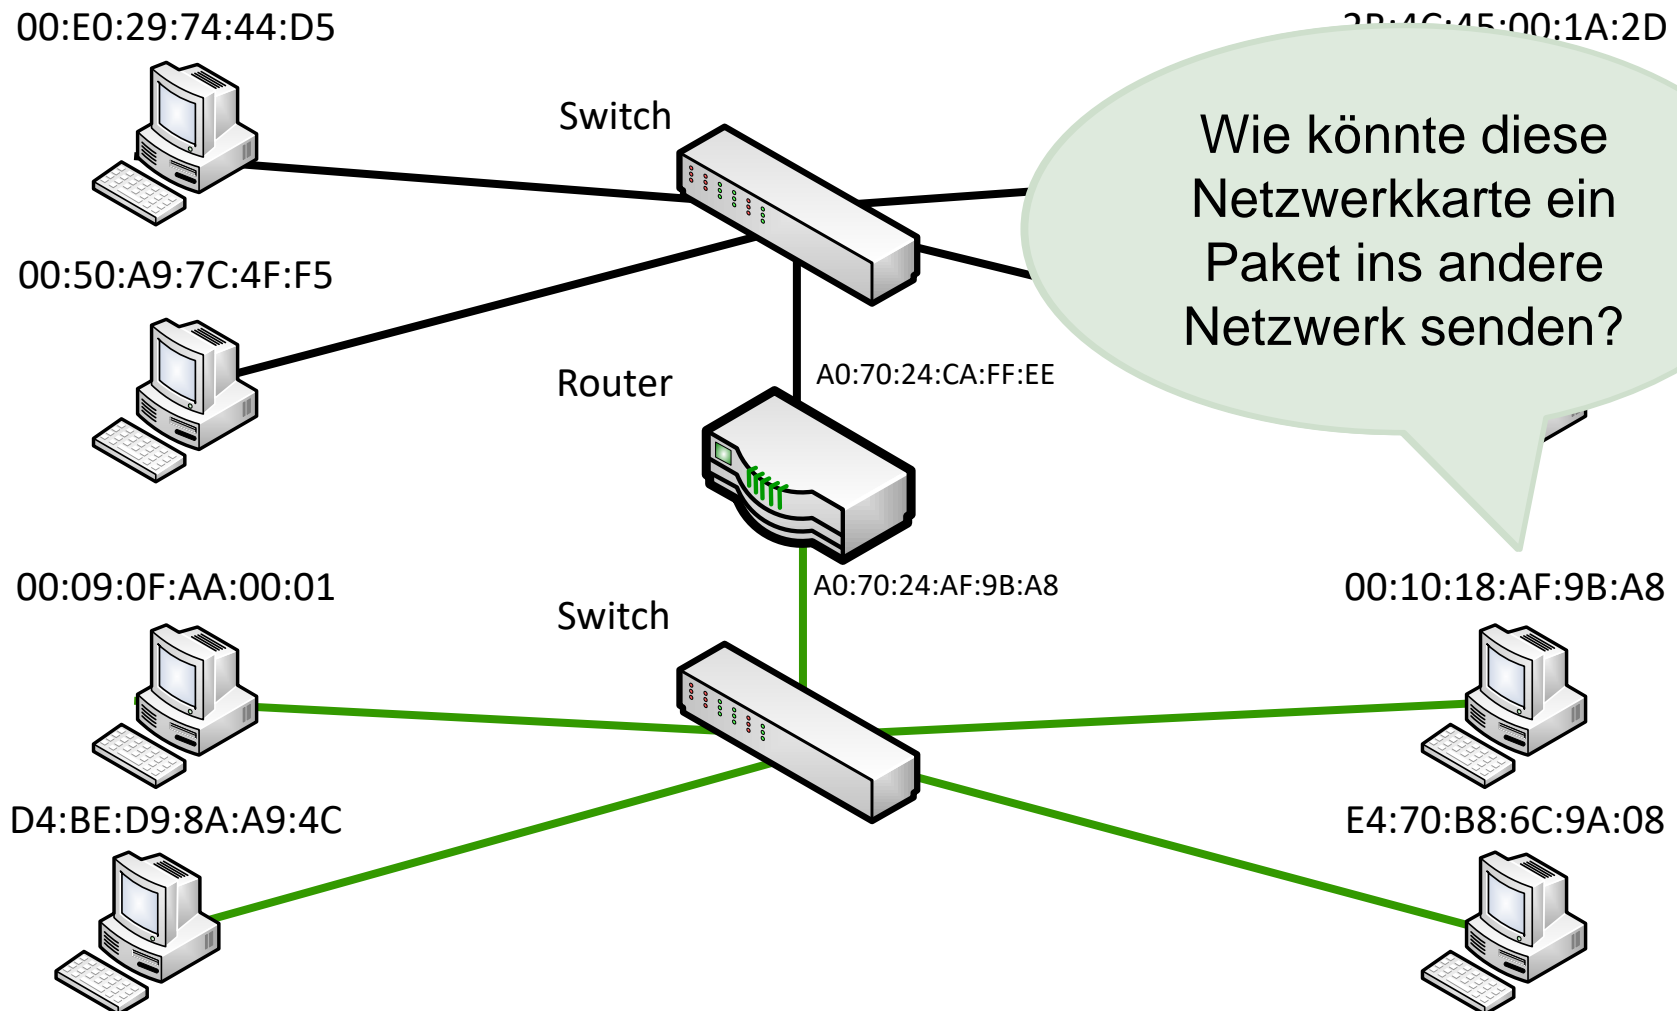 00:E0:29:74:44:D5
:00:1A:2D
Switch
Wie könnte diese
Netzwerkkarte ein
Paket ins andere
Netzwerk senden?
00:50:A9:7C:4F:F5
Router
A0:70:24:CA:FF:EE
00:09:0F:AA:00:01
Switch
A0:70:24:AF:9B:A8
00:10:18:AF:9B:A8
D4:BE:D9:8A:A9:4C
E4:70:B8:6C:9A:08